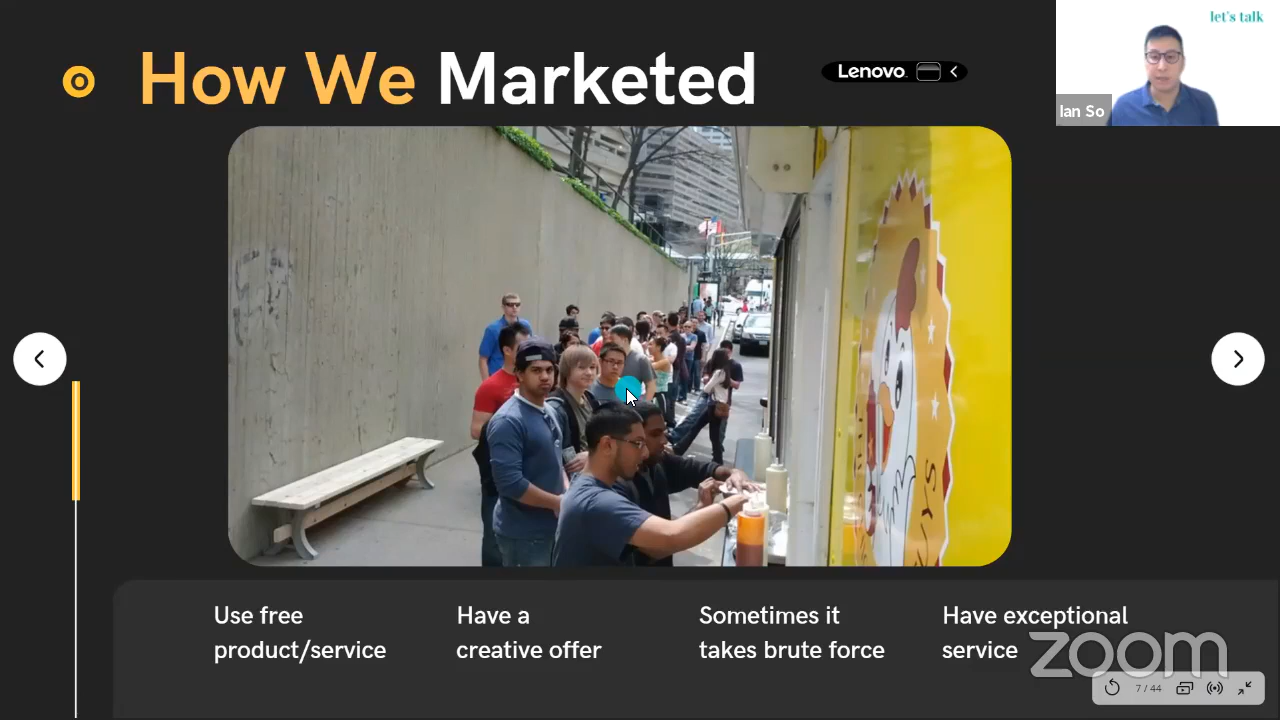 let's talk
How We Marketed
Lenovo
Ian So
Use free
product/service
Have a
creative offer
Sometimes it
takes brute force
Have exceptional
service
zoom
7 / 44